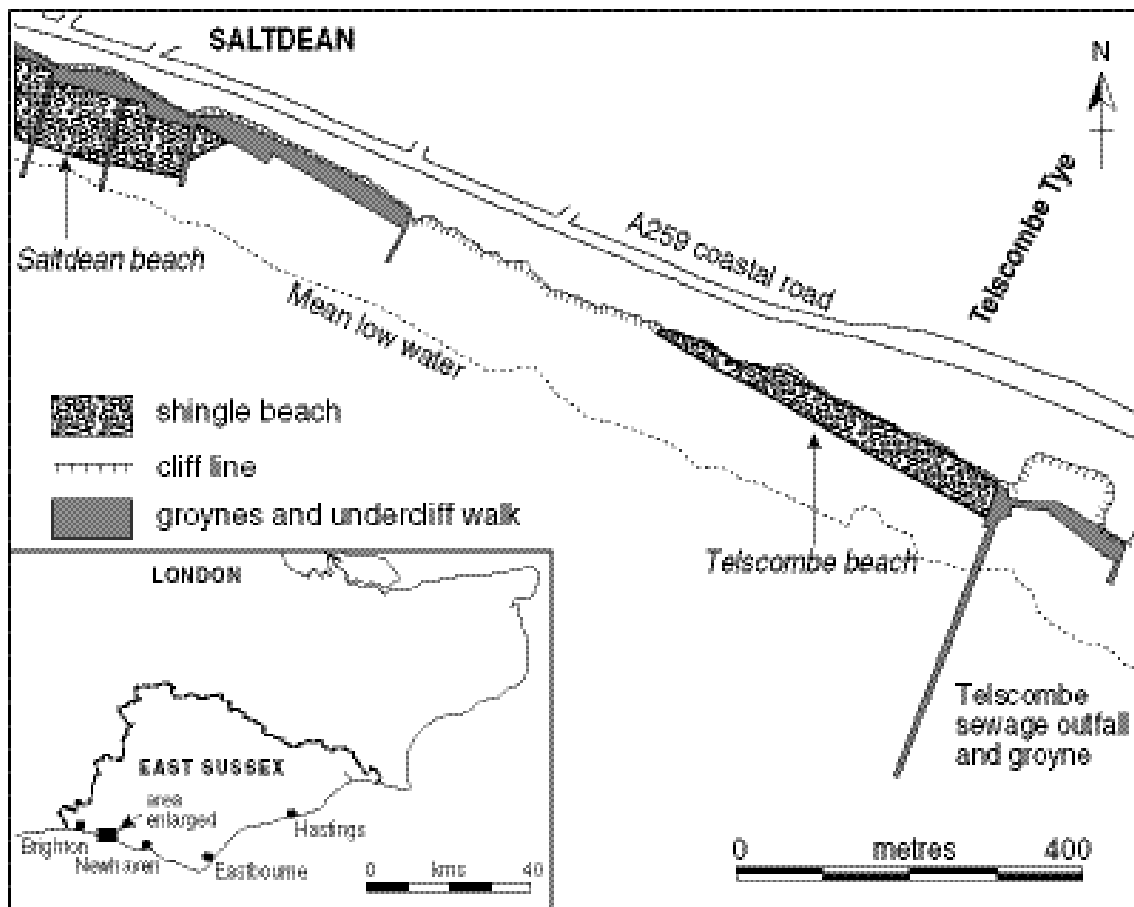 SALTDEAN
N
Telscombe Tye
A259 coastal road
Saltdean beach
Mean low water
shingle beach
cliff line
groynes and undercliff walk
Telscombe beach
Telscombe
sewage outfall
and groyne
0 metres 400
LONDON
EAST SUSSEX
area
enlarged
Brighton
Newhaven
Eastbourne
Hastings
0 kms 40